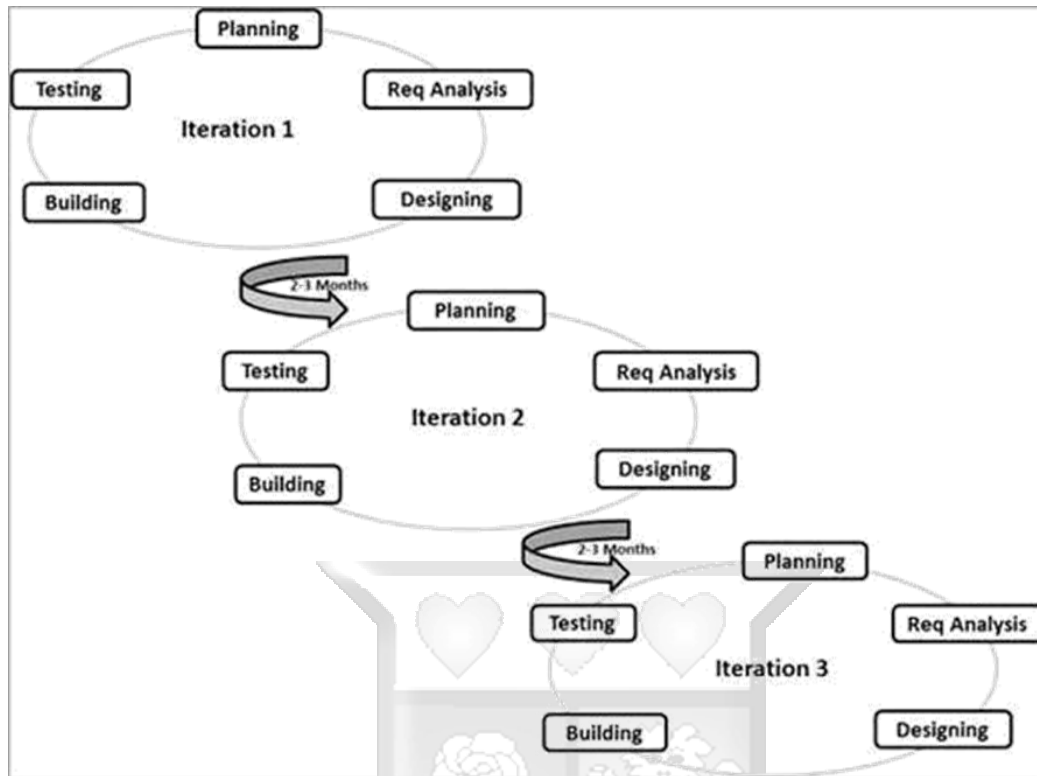 Planning
Testing
Req Analysis
Iteration 1
Building
Designing
2-3 Months
Planning
Testing
Req Analysis
Iteration 2
Building
Designing
2-3 Months
Planning
Testing
Req Analysis
Iteration 3
Building
Designing